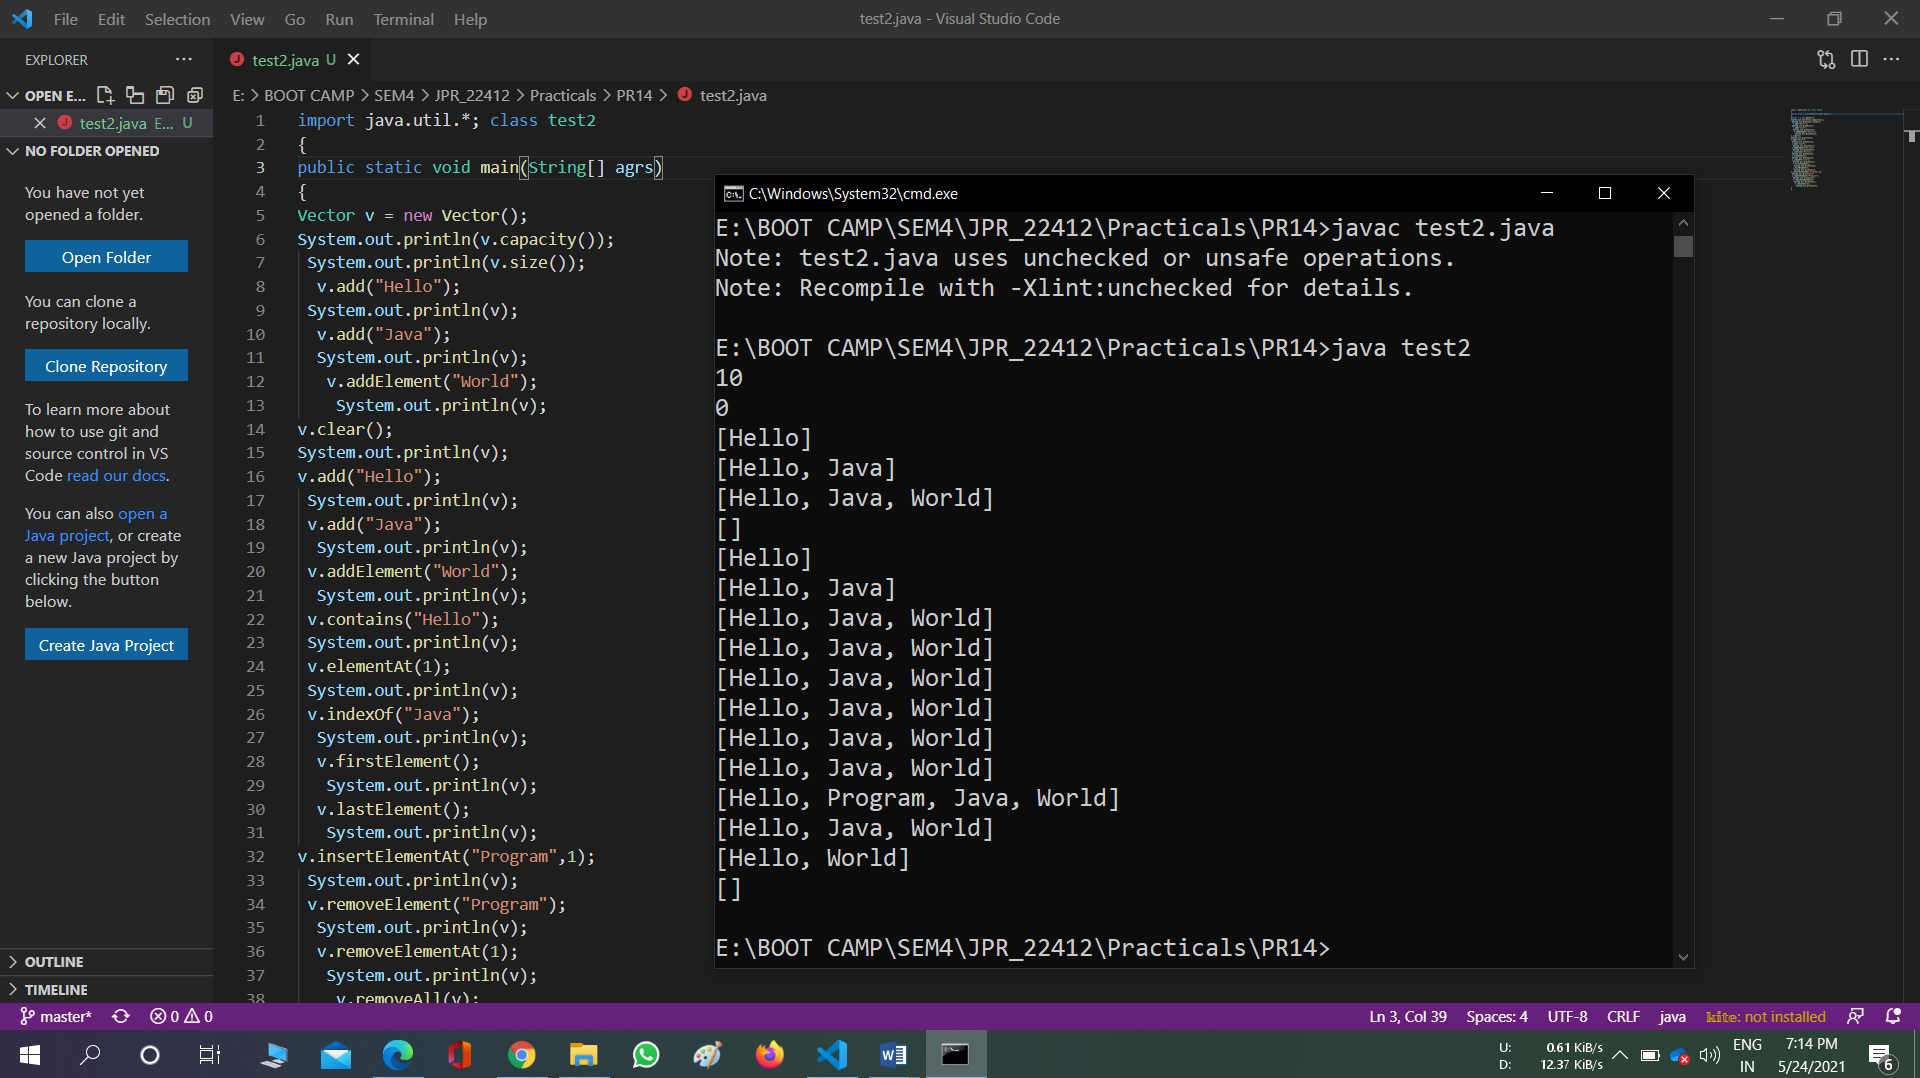 File Edit Selection View Go Run Terminal Help
test2.java - Visual Studio Code
EXPLORER
test2.java U
OPEN E...
E: > BOOT CAMP > SEM4 > JPR_22412 > Practicals > PR14 > test2.java
test2.java E... U
NO FOLDER OPENED
You have not yet
opened a folder.
Open Folder
You can clone a
repository locally.
Clone Repository
To learn more about
how to use git and
source control in VS
Code read our docs.
You can also open a
Java project, or create
a new Java project by
clicking the button
below.
Create Java Project
OUTLINE
TIMELINE
1 import java.util.*; class test2
2 {
3 public static void main(String[] agrs)
4 {
5 Vector v = new Vector();
6 System.out.println(v.capacity());
7 System.out.println(v.size());
8 v.add("Hello");
9 System.out.println(v);
10 v.add("Java");
11 System.out.println(v);
12 v.addElement("World");
13 System.out.println(v);
14 v.clear();
15 System.out.println(v);
16 v.add("Hello");
17 System.out.println(v);
18 v.add("Java");
19 System.out.println(v);
20 v.addElement("World");
21 System.out.println(v);
22 v.contains("Hello");
23 System.out.println(v);
24 v.elementAt(1);
25 System.out.println(v);
26 v.indexOf("Java");
27 System.out.println(v);
28 v.firstElement();
29 System.out.println(v);
30 v.lastElement();
31 System.out.println(v);
32 v.insertElementAt("Program",1);
33 System.out.println(v);
34 v.removeElement("Program");
35 System.out.println(v);
36 v.removeElementAt(1);
37 System.out.println(v);
38 v.removeAll(v);
C:\Windows\System32\cmd.exe
E:\BOOT CAMP\SEM4\JPR_22412\Practicals\PR14>javac test2.java
Note: test2.java uses unchecked or unsafe operations.
Note: Recompile with -Xlint:unchecked for details.
E:\BOOT CAMP\SEM4\JPR_22412\Practicals\PR14>java test2
10
0
[Hello]
[Hello, Java]
[Hello, Java, World]
[]
[Hello]
[Hello, Java]
[Hello, Java, World]
[Hello, Java, World]
[Hello, Java, World]
[Hello, Java, World]
[Hello, Java, World]
[Hello, Java, World]
[Hello, Program, Java, World]
[Hello, Java, World]
[Hello, World]
[]
E:\BOOT CAMP\SEM4\JPR_22412\Practicals\PR14>
master* 0 0
Ln 3, Col 39 Spaces: 4 UTF-8 CRLF java kite: not installed
U: 0.61 KiB/s
D: 12.37 KiB/s
ENG
IN
7:14 PM
5/24/2021
6